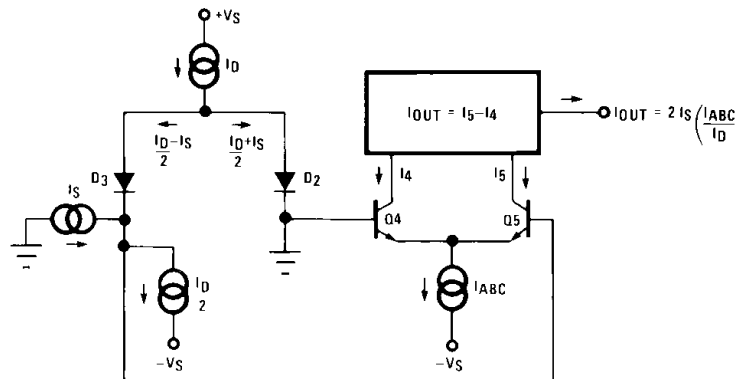 +VS
ID
IOUT = I5–I4
IOUT = 2 IS (IABC
ID
ID
2
–IS
ID
2
+IS
D3
D2
I4
I5
IS
Q4
Q5
ID
2
IABC
–VS
–VS